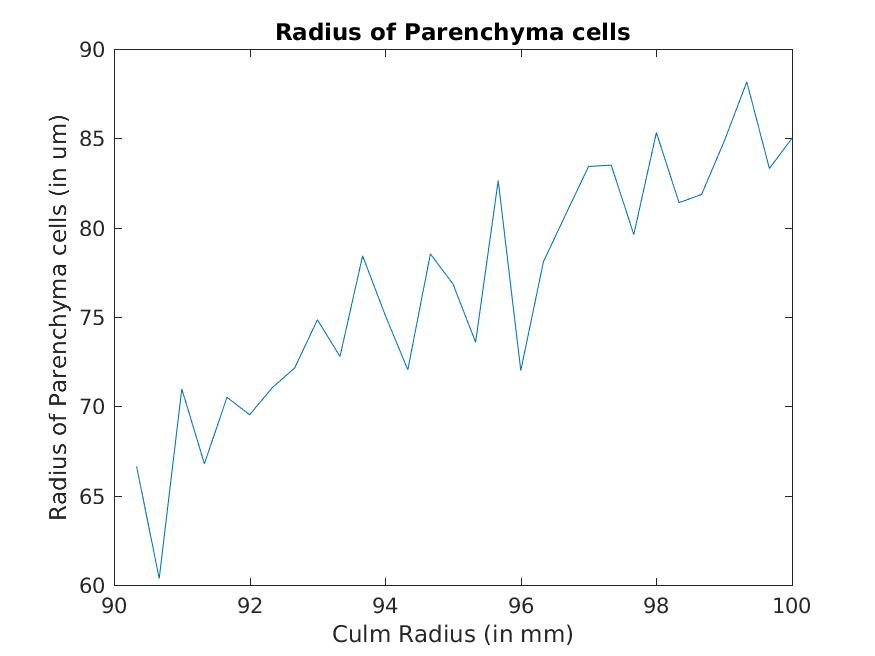 Radius of Parenchyma cells
90
85
80
75
70
65
60
Radius of Parenchyma cells (in um)
90 92 94 96 98 100
Culm Radius (in mm)